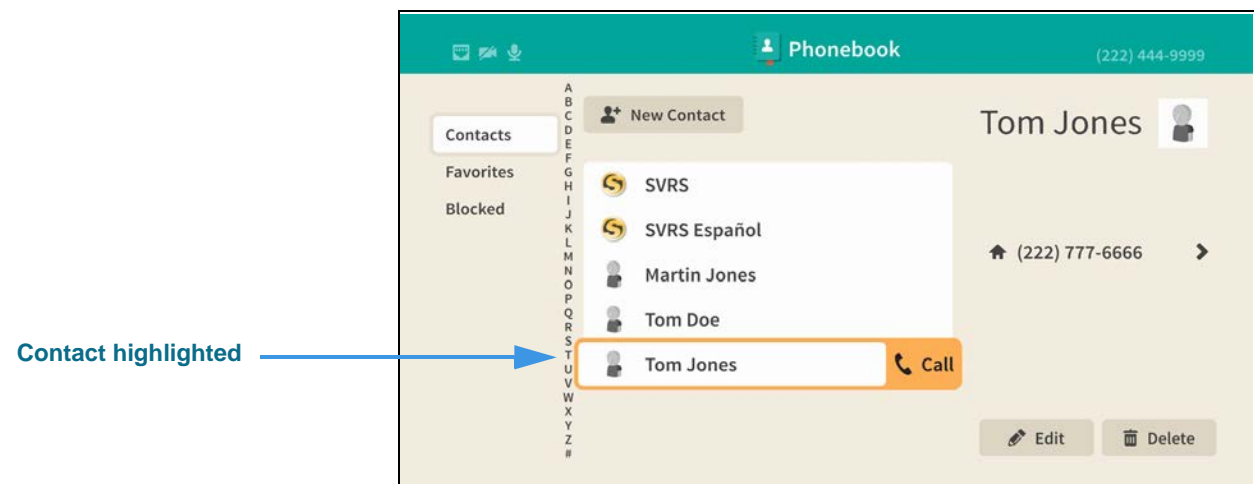 Phonebook
(222) 444-9999
Contacts
Favorites
Blocked
A
B
C
D
E
F
G
H
I
J
K
L
M
N
O
P
Q
R
S
T
U
V
W
X
Y
Z
#
New Contact
SVRS
SVRS Español
Martin Jones
Tom Doe
Tom Jones
Call
Tom Jones
(222) 777-6666
Edit
Delete
Contact highlighted